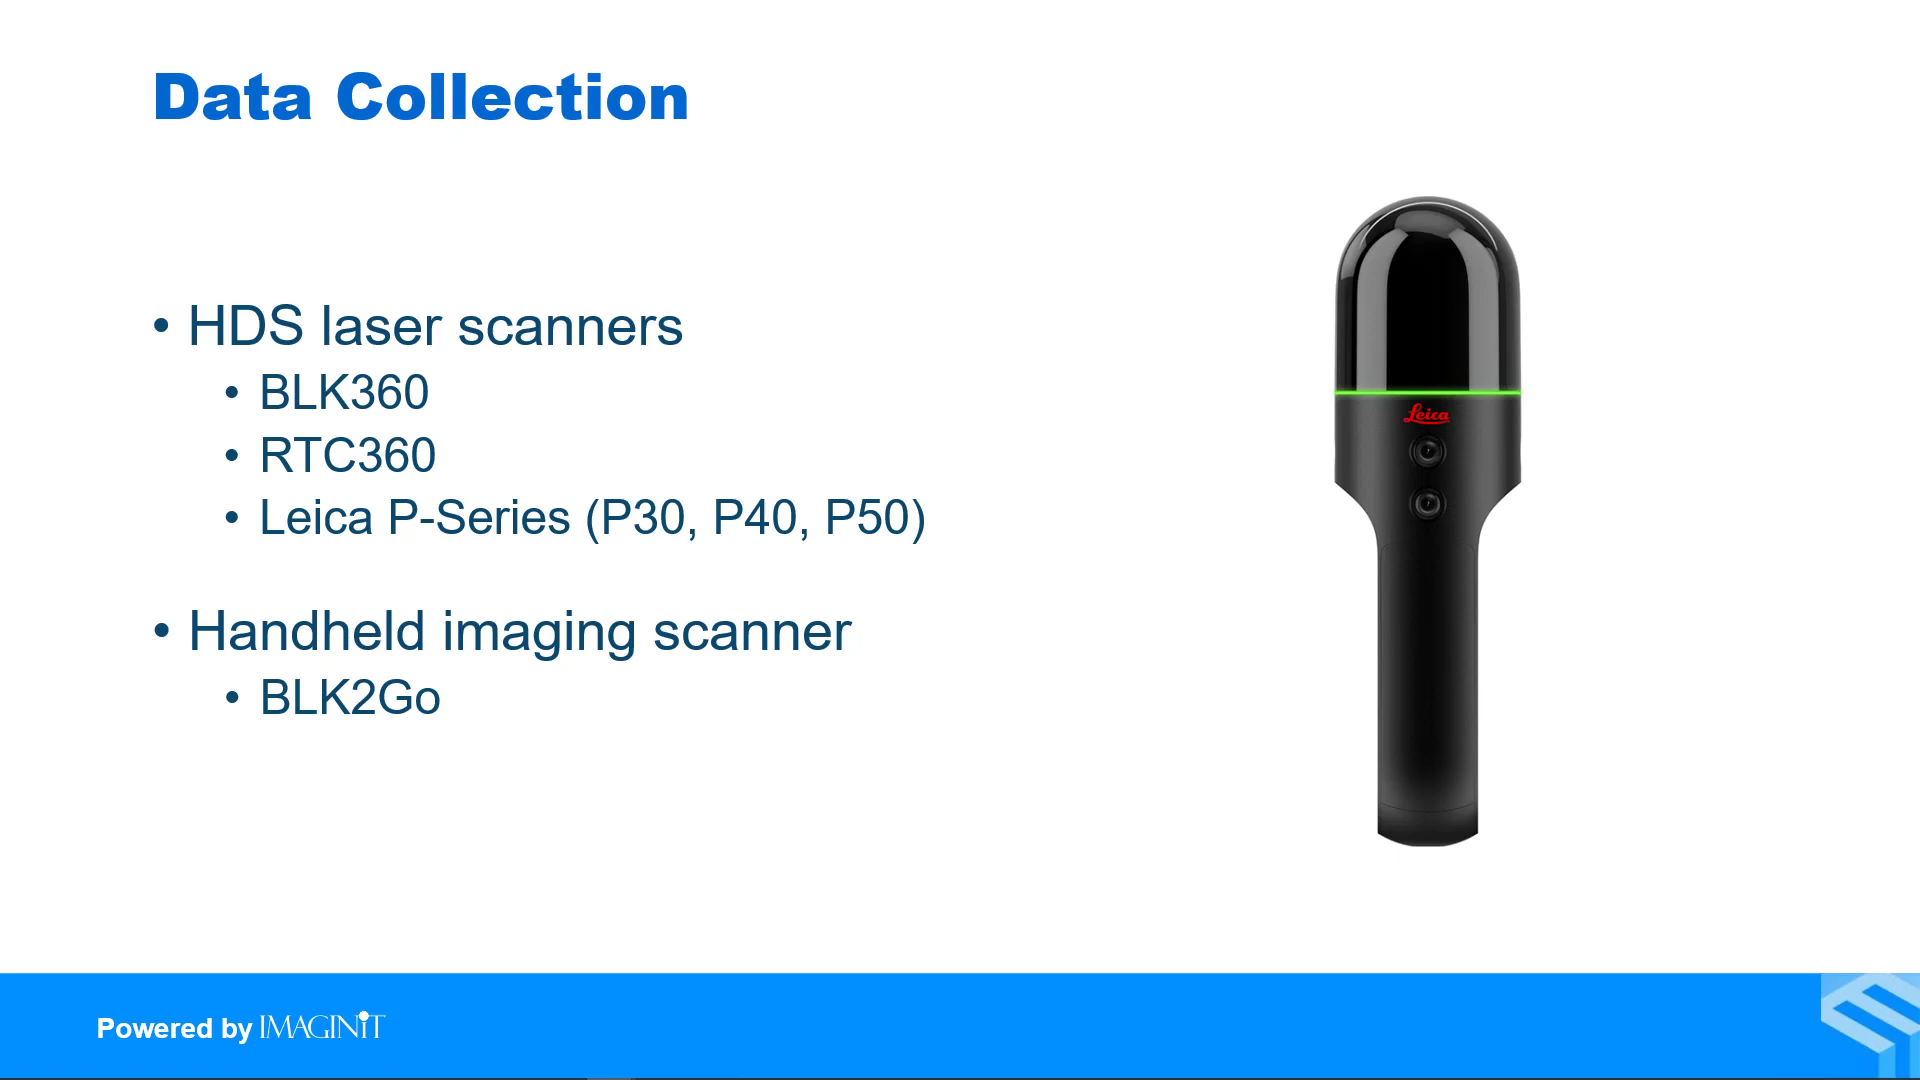 Data Collection
• HDS laser scanners
• BLK360
• RTC360
• Leica P-Series (P30, P40, P50)
• Handheld imaging scanner
• BLK2Go
Leica
Powered by IMAGINiT